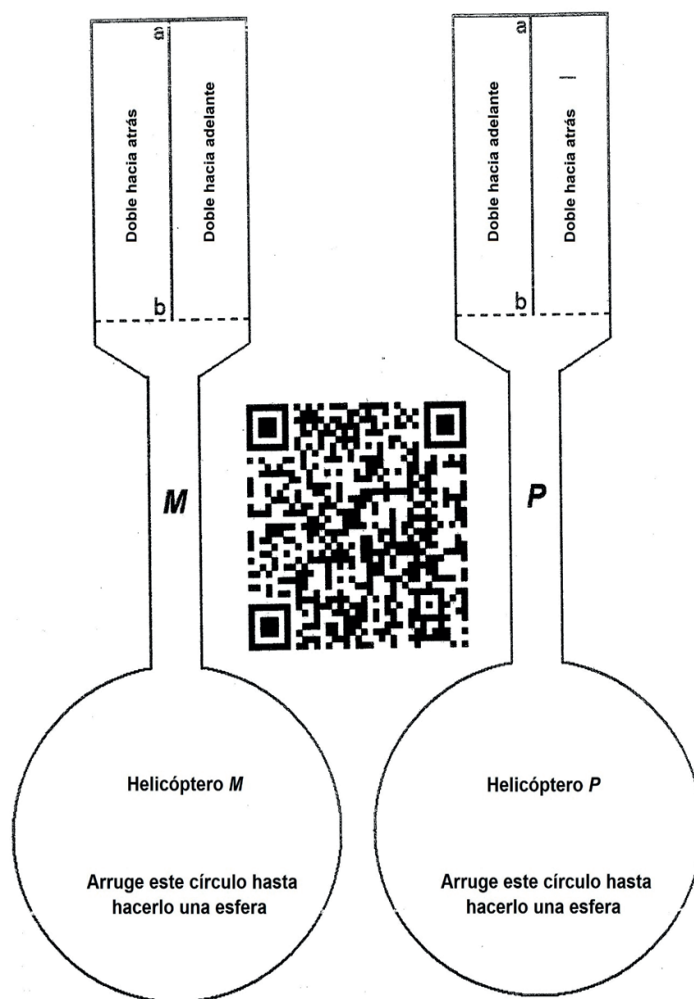 a
Doble hacia atrás
Doble hacia adelante
b
M
Helicóptero M
Arruge este círculo hasta
hacerlo una esfera
a
Doble hacia adelante
Doble hacia atrás
b
P
Helicóptero P
Arruge este círculo hasta
hacerlo una esfera